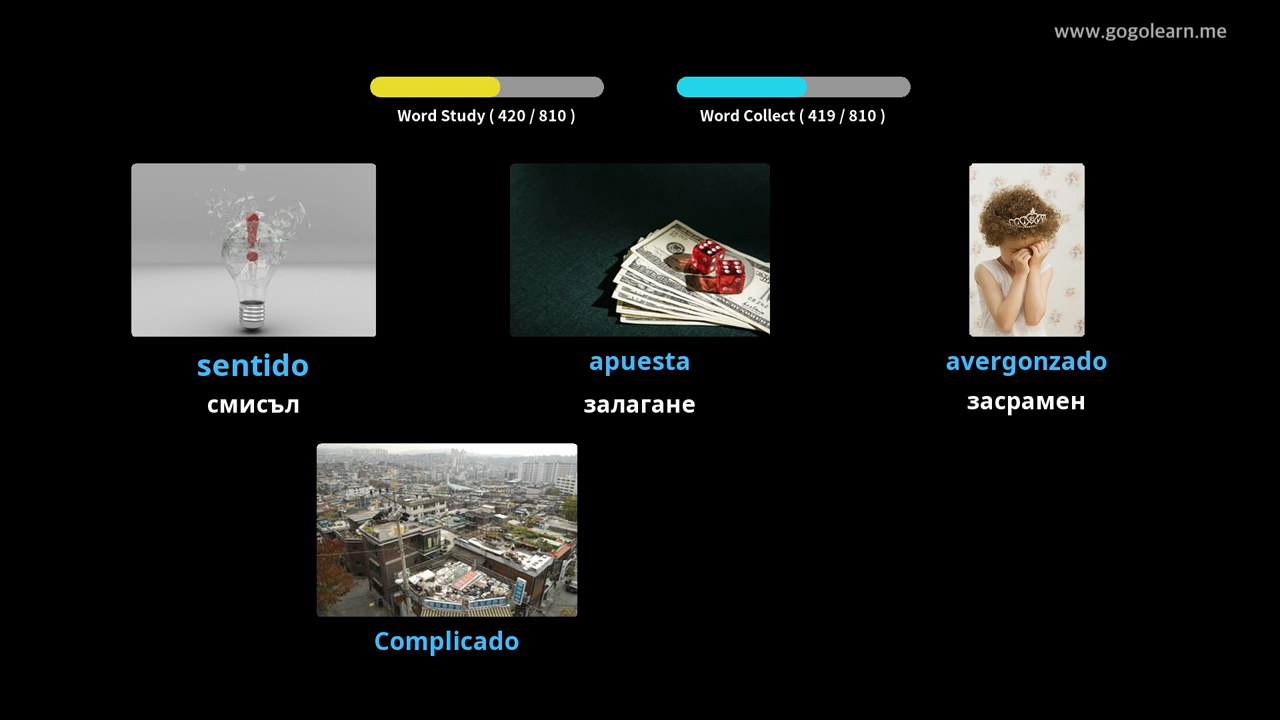 www.gogolearn.me
Word Study ( 420 / 810 )
Word Collect ( 419 / 810 )
sentido
смисъл
apuesta
залагане
avergonzado
засрамен
Complicado